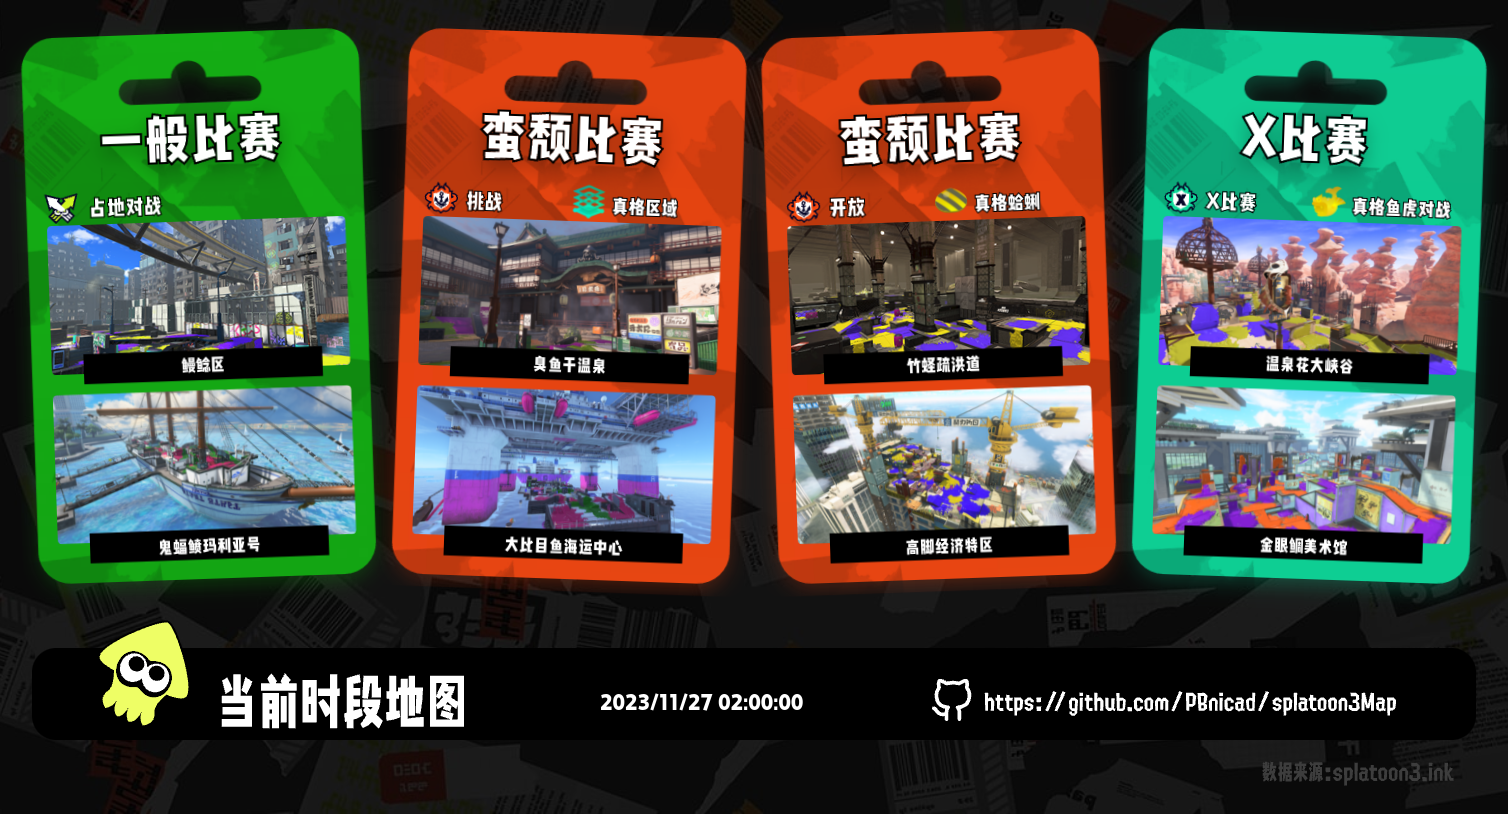 一般比赛
占地对战
鳗鲶区
鬼蝠鲼玛利亚号
蛮颓比赛
挑战
真格区域
臭鱼干温泉
大比目鱼海运中心
蛮颓比赛
开放
真格蛤蜊
竹蛏疏洪道
高脚经济特区
X比赛
X比赛
真格鱼虎对战
温泉花大峡谷
金眼鲷美术馆
当前时段地图
2023/11/27 02:00:00
https://github.com/PBnicad/splatoon3Map
数据来源:splatoon3.ink